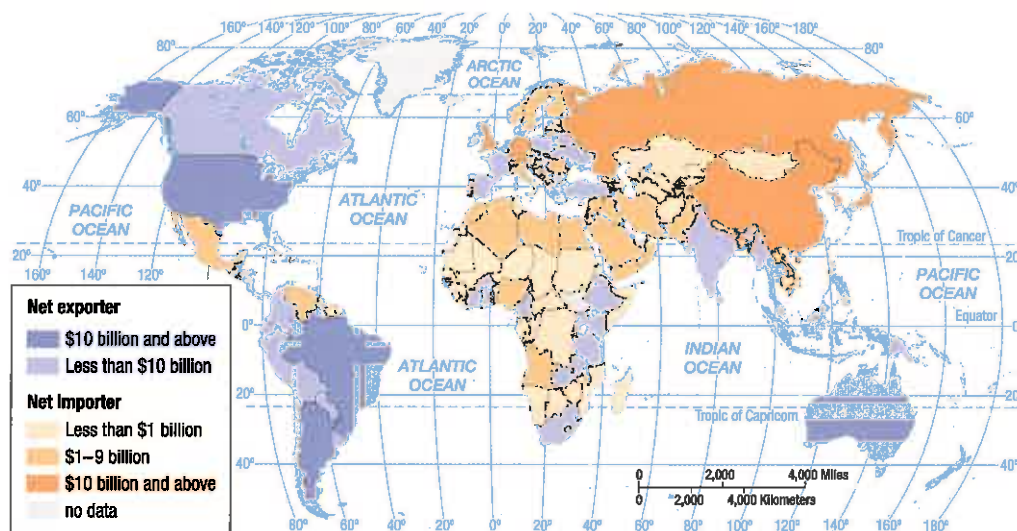 160° 140° 120° 100° 80° 60° 40° 20° 0° 20° 40° 60° 80° 100° 120° 140° 160°
80°
80°
ARCTIC
OCEAN
60°
60°
40°
40°
PACIFIC
OCEAN
ATLANTIC
OCEAN
Tropic of Cancer
20°
20°
160° 140° 120°
140° 160°
PACIFIC
OCEAN
Net exporter
$10 billion and above
Less than $10 billion
Net Importer
Less than $1 billion
$1–9 billion
$10 billion and above
no data
0°
Equator
0°
ATLANTIC
OCEAN
INDIAN
OCEAN
20°
20°
Tropic of Capricorn
40°
40°
0 2,000 4,000 Miles
0 2,000 4,000 Kilometers
80° 60° 40° 20° 0° 20° 40° 60° 80° 100° 120°